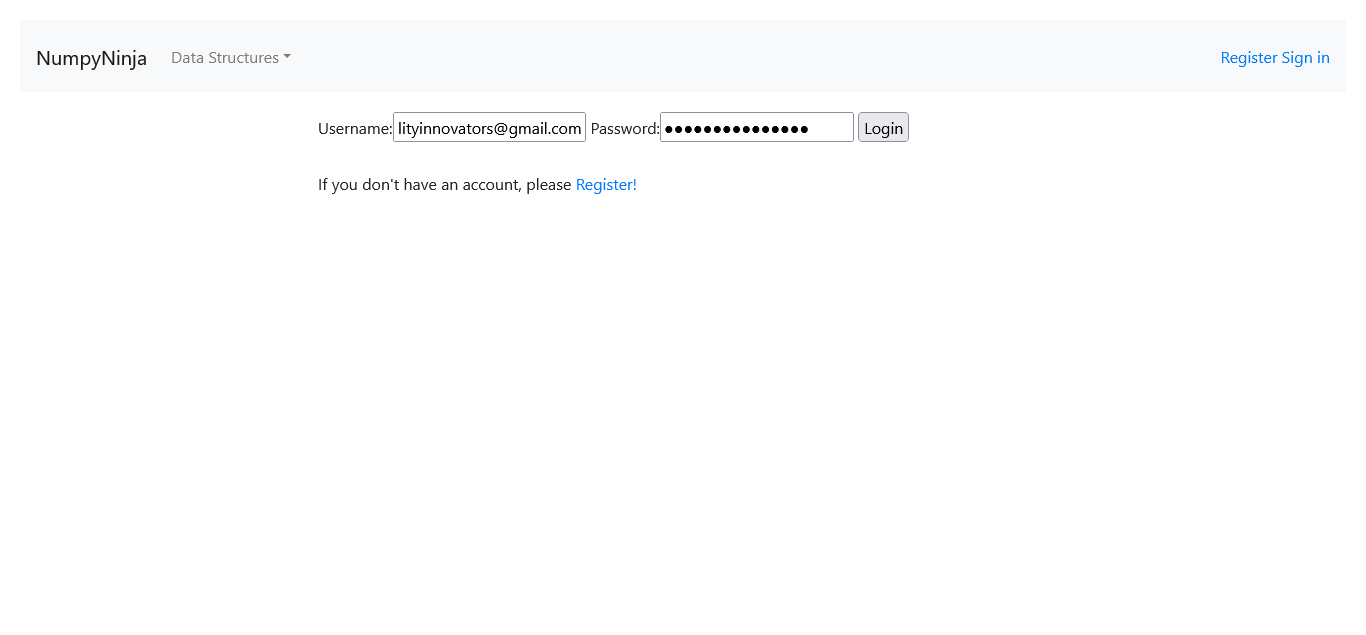 NumpyNinja Data Structures Register Sign in
Username: lityinnovators@gmail.com Password: ••••••••••••••• Login
If you don't have an account, please Register!